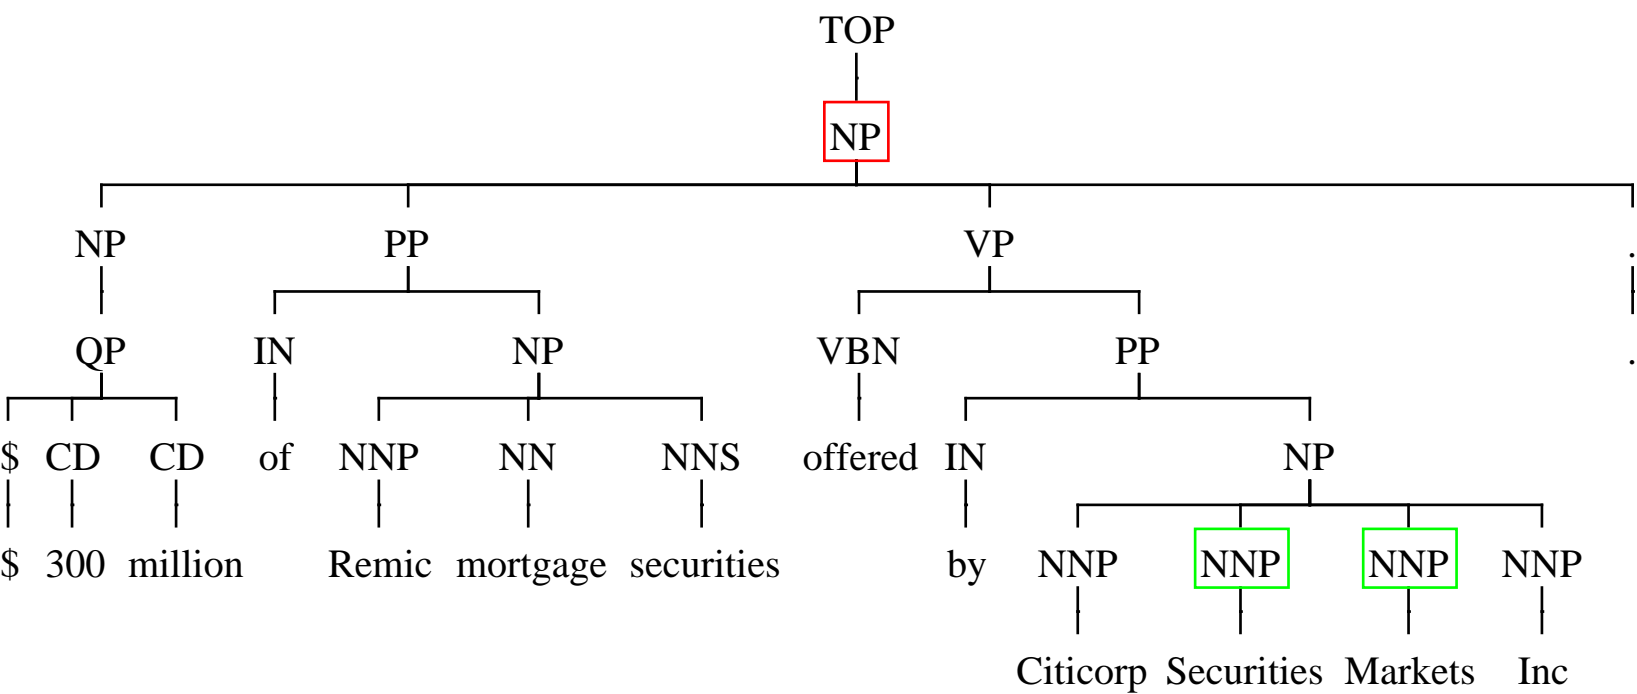 TOP
NP
NP PP VP .
QP IN NP VBN PP .
$ CD CD of NNP NN NNS offered IN NP
$ 300 million Remic mortgage securities by NNP NNP NNP NNP
Citicorp Securities Markets Inc